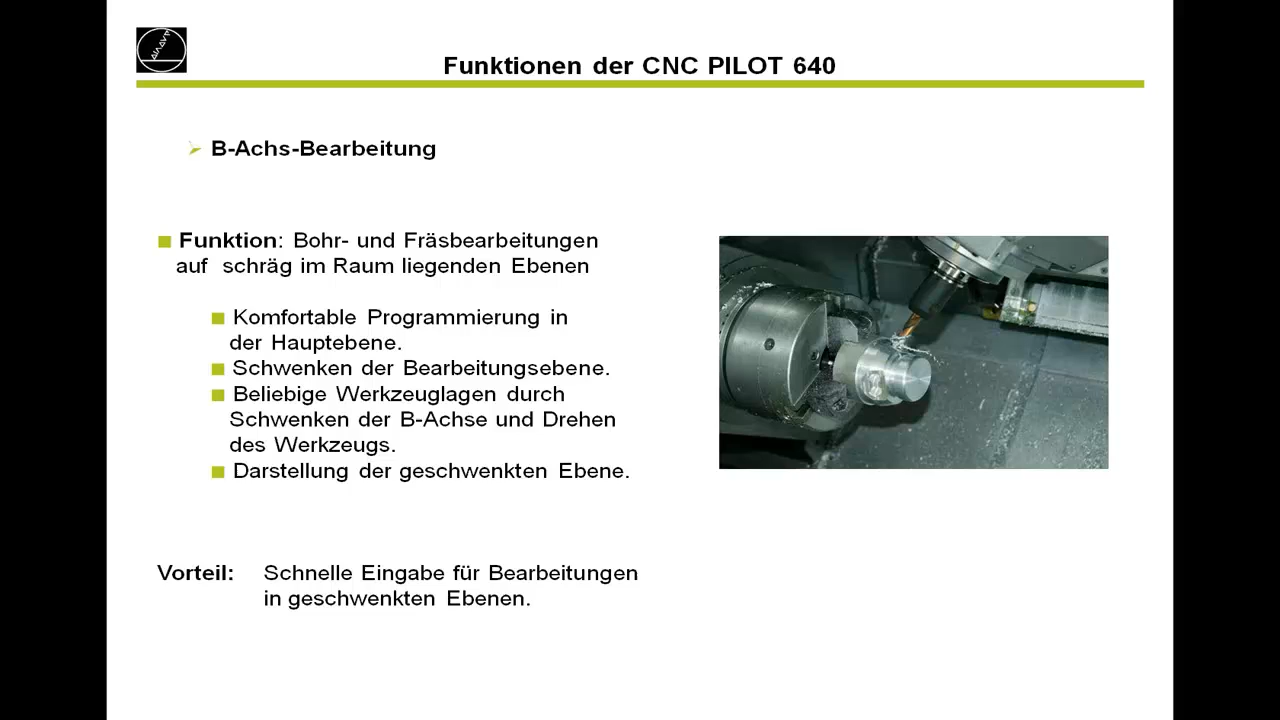 Funktionen der CNC PILOT 640
B-Achs-Bearbeitung
Funktion: Bohr- und Fräsbearbeitungen
auf schräg im Raum liegenden Ebenen
Komfortable Programmierung in
der Hauptebene.
Schwenken der Bearbeitungsebene.
Beliebige Werkzeuglagen durch
Schwenken der B-Achse und Drehen
des Werkzeugs.
Darstellung der geschwenkten Ebene.
Vorteil: Schnelle Eingabe für Bearbeitungen
in geschwenkten Ebenen.